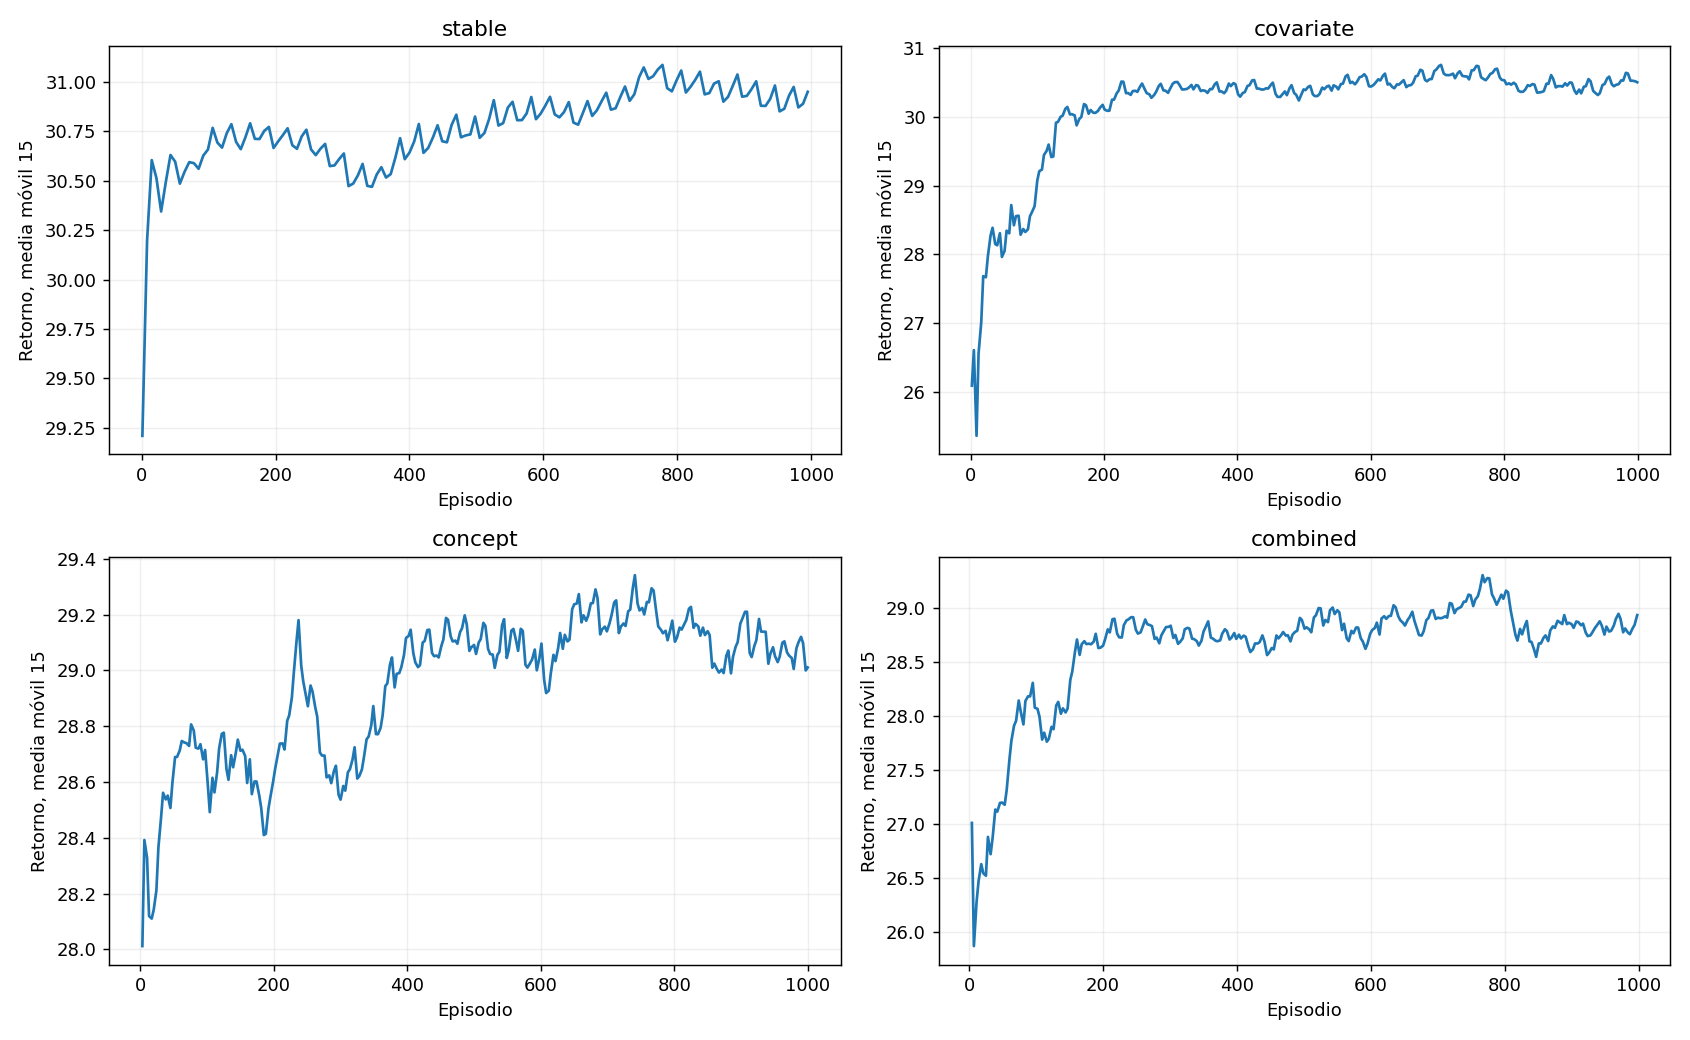 stable
31.00
30.75
30.50
30.25
30.00
29.75
29.50
29.25
Retorno, media móvil 15
0 200 400 600 800 1000
Episodio
covariate
31
30
29
28
27
26
Retorno, media móvil 15
0 200 400 600 800 1000
Episodio
concept
29.4
29.2
29.0
28.8
28.6
28.4
28.2
28.0
Retorno, media móvil 15
0 200 400 600 800 1000
Episodio
combined
29.0
28.5
28.0
27.5
27.0
26.5
26.0
Retorno, media móvil 15
0 200 400 600 800 1000
Episodio